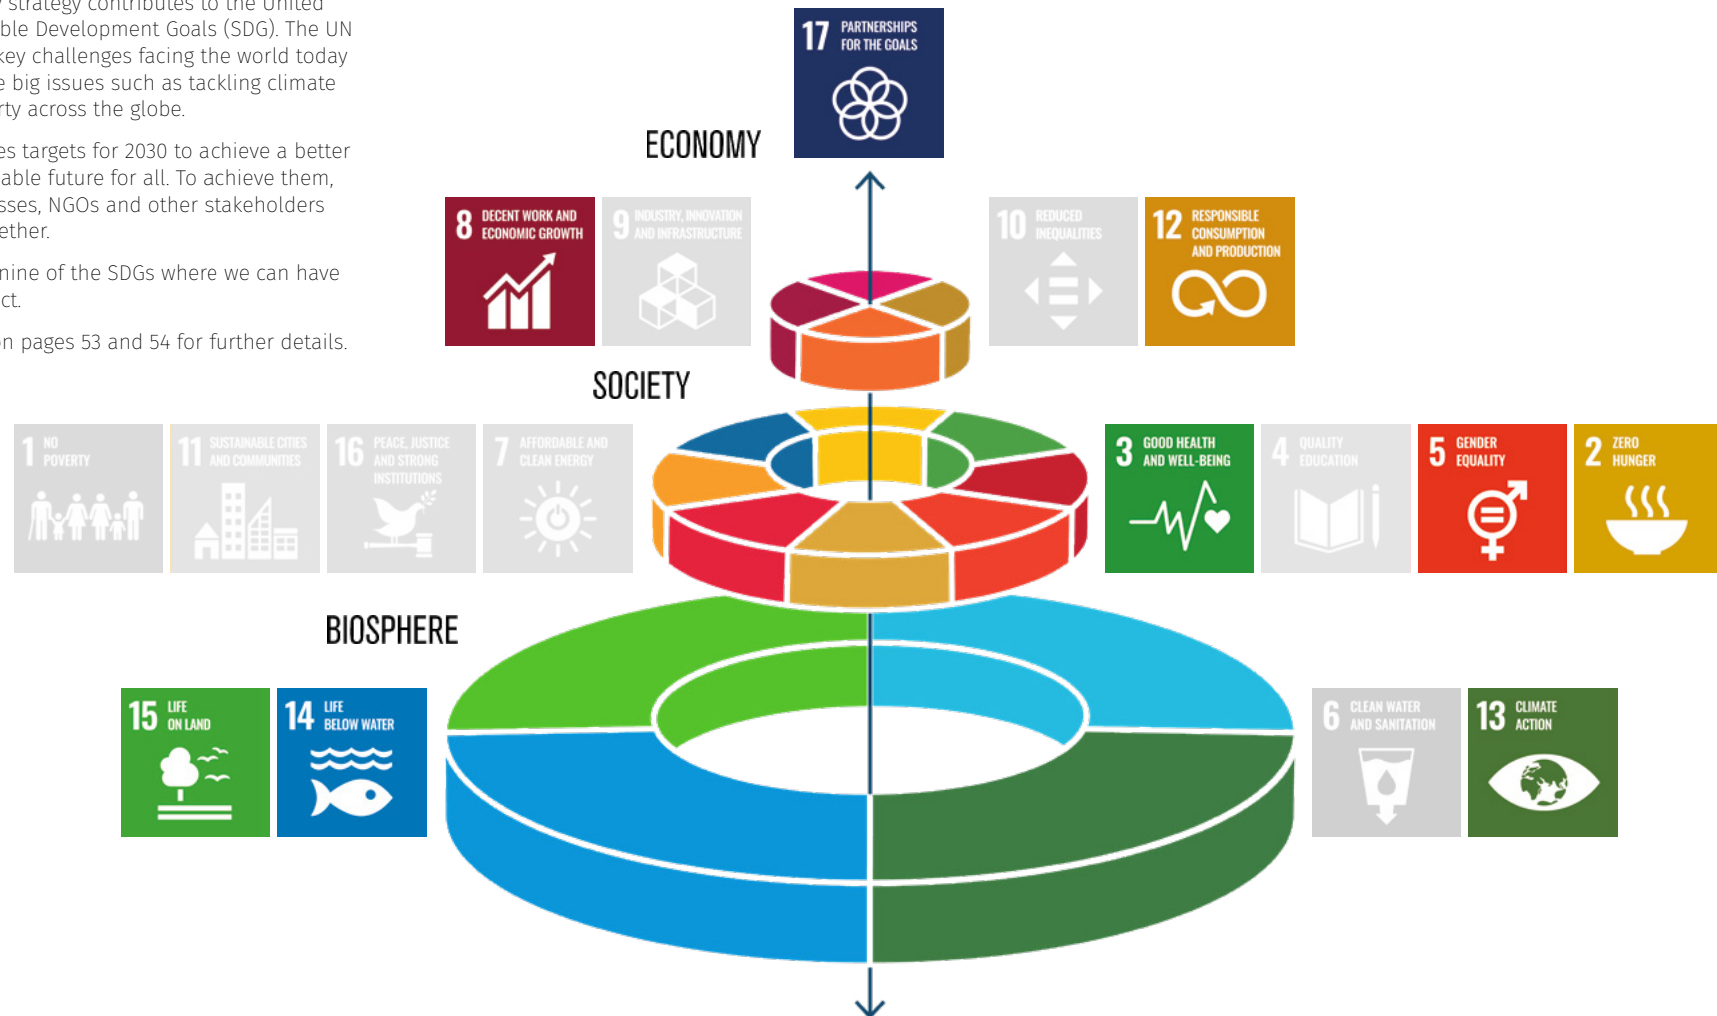 strategy contributes to the United
ble Development Goals (SDG). The UN
key challenges facing the world today
e big issues such as tackling climate
rty across the globe.
es targets for 2030 to achieve a better
able future for all. To achieve them,
sses, NGOs and other stakeholders
ether.
nine of the SDGs where we can have
ct.
on pages 53 and 54 for further details.
17 PARTNERSHIPS
FOR THE GOALS
ECONOMY
8 DECENT WORK AND
ECONOMIC GROWTH
9 INDUSTRY, INNOVATION
AND INFRASTRUCTURE
10 REDUCED
INEQUALITIES
12 RESPONSIBLE
CONSUMPTION
AND PRODUCTION
SOCIETY
1 NO
POVERTY
11 SUSTAINABLE CITIES
AND COMMUNITIES
16 PEACE, JUSTICE
AND STRONG
INSTITUTIONS
7 AFFORDABLE AND
CLEAN ENERGY
3 GOOD HEALTH
AND WELL-BEING
4 QUALITY
EDUCATION
5 GENDER
EQUALITY
2 ZERO
HUNGER
BIOSPHERE
15 LIFE
ON LAND
14 LIFE
BELOW WATER
6 CLEAN WATER
AND SANITATION
13 CLIMATE
ACTION